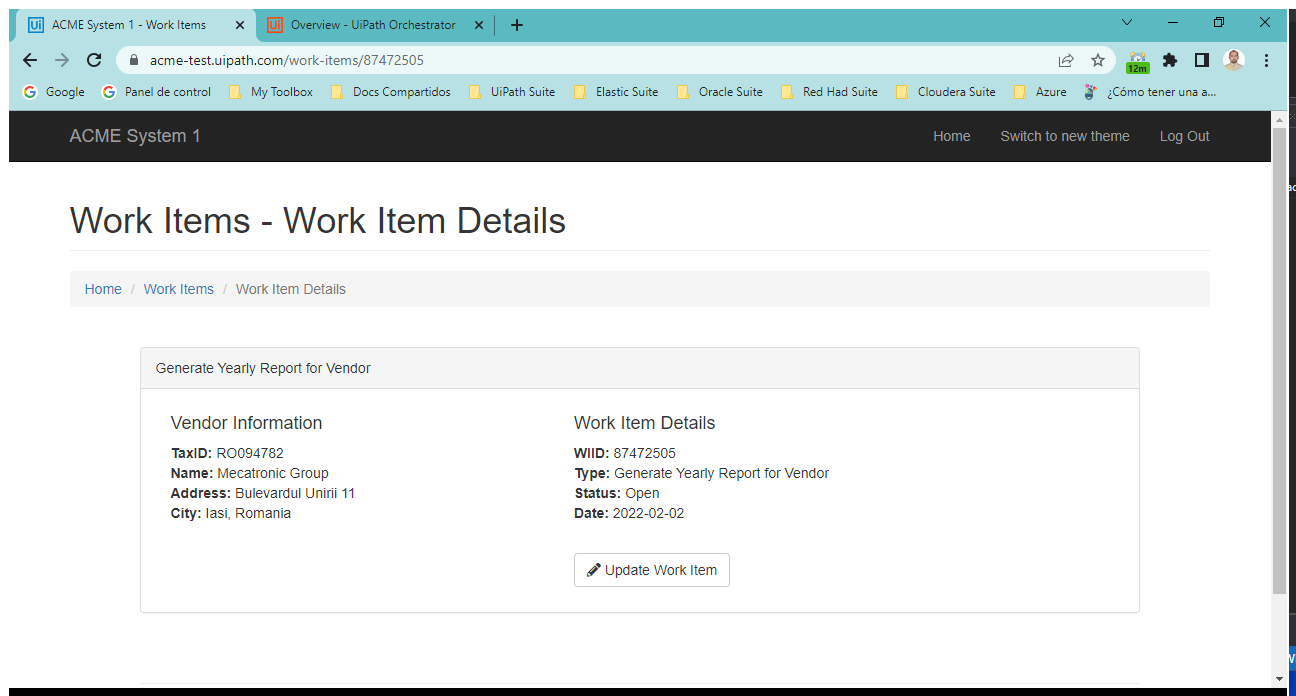 ACME System 1 - Work Items
Overview - UiPath Orchestrator
acme-test.uipath.com/work-items/87472505
12m
Google
Panel de control
My Toolbox
Docs Compartidos
UiPath Suite
Elastic Suite
Oracle Suite
Red Had Suite
Cloudera Suite
Azure
¿Cómo tener una a...
ACME System 1
Home
Switch to new theme
Log Out
Work Items - Work Item Details
Home / Work Items / Work Item Details
Generate Yearly Report for Vendor
Vendor Information
TaxID: RO094782
Name: Mecatronic Group
Address: Bulevardul Unirii 11
City: Iasi, Romania
Work Item Details
WIID: 87472505
Type: Generate Yearly Report for Vendor
Status: Open
Date: 2022-02-02
Update Work Item